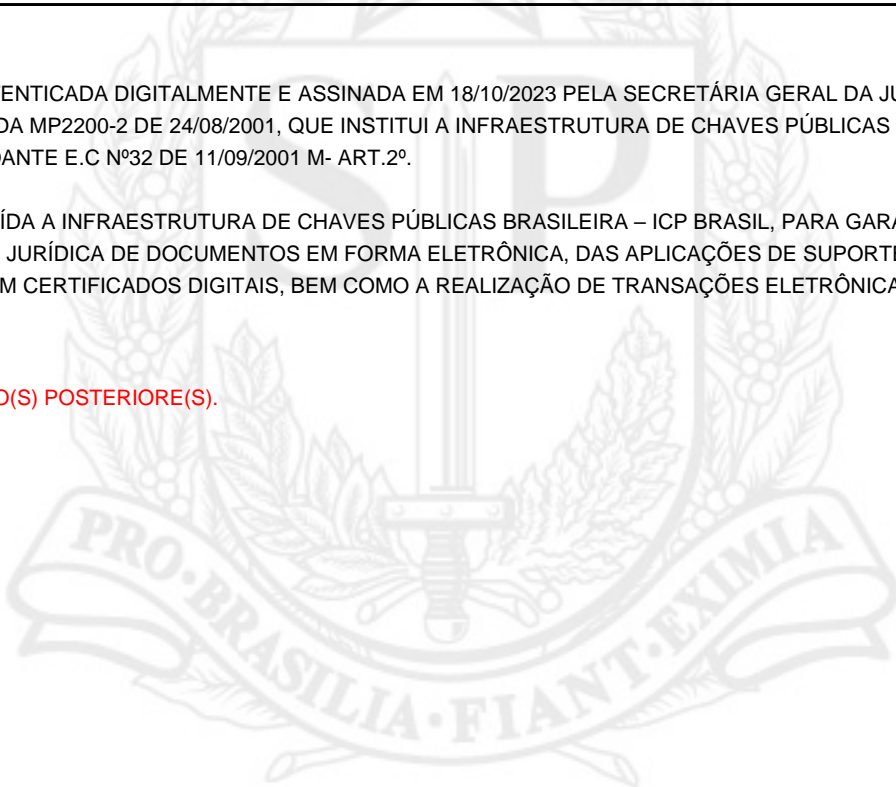 ENTICADA DIGITALMENTE E ASSINADA EM 18/10/2023 PELA SECRETÁRIA GERAL DA JU
DA MP2200-2 DE 24/08/2001, QUE INSTITUI A INFRAESTRUTURA DE CHAVES PÚBLICAS
DANTE E.C Nº32 DE 11/09/2001 M- ART.2º.
ÍDA A INFRAESTRUTURA DE CHAVES PÚBLICAS BRASILEIRA – ICP BRASIL, PARA GARA
JURÍDICA DE DOCUMENTOS EM FORMA ELETRÔNICA, DAS APLICAÇÕES DE SUPORTE
M CERTIFICADOS DIGITAIS, BEM COMO A REALIZAÇÃO DE TRANSAÇÕES ELETRÔNICA
O(S) POSTERIORE(S).
SP
PRO·BRASILIA·FIANT·EXIMIA